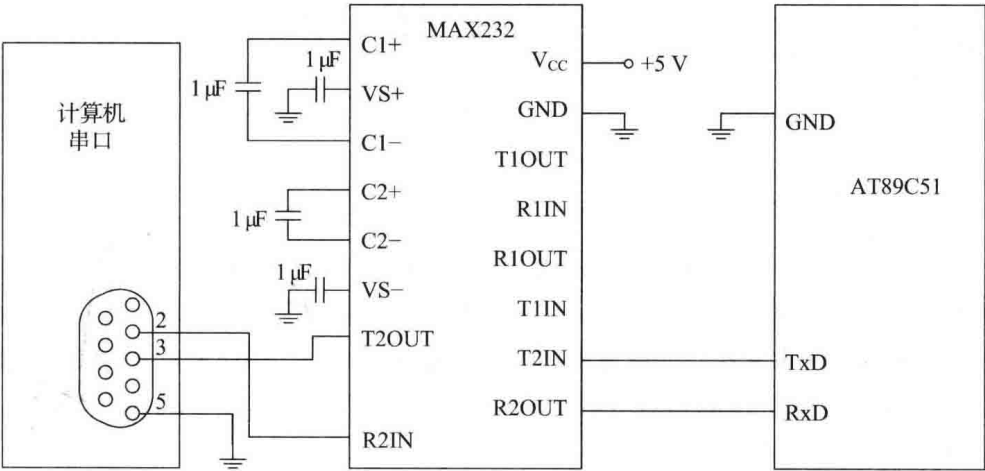 计算机
串口
2
3
5
1 μF
1 μF
1 μF
1 μF
MAX232
C1+
VS+
C1−
C2+
C2−
VS−
T2OUT
R2IN
VCC
+5 V
GND
T1OUT
R1IN
R1OUT
T1IN
T2IN
R2OUT
GND
AT89C51
TxD
RxD